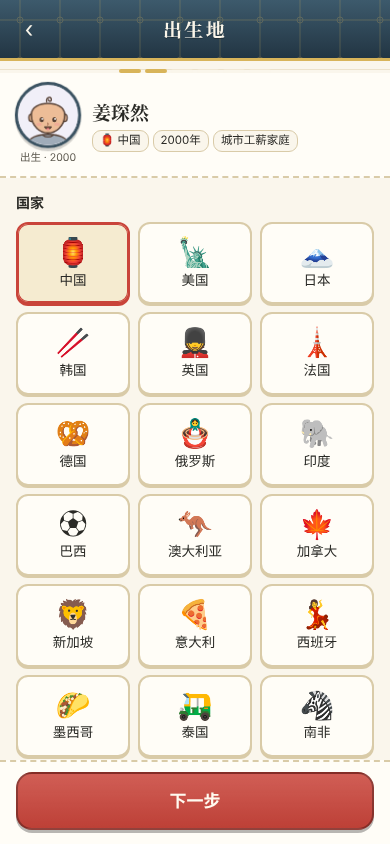 出生地
姜琛然
中国 2000年 城市工薪家庭
出生 · 2000
国家
中国 美国 日本
韩国 英国 法国
德国 俄罗斯 印度
巴西 澳大利亚 加拿大
新加坡 意大利 西班牙
墨西哥 泰国 南非
下一步